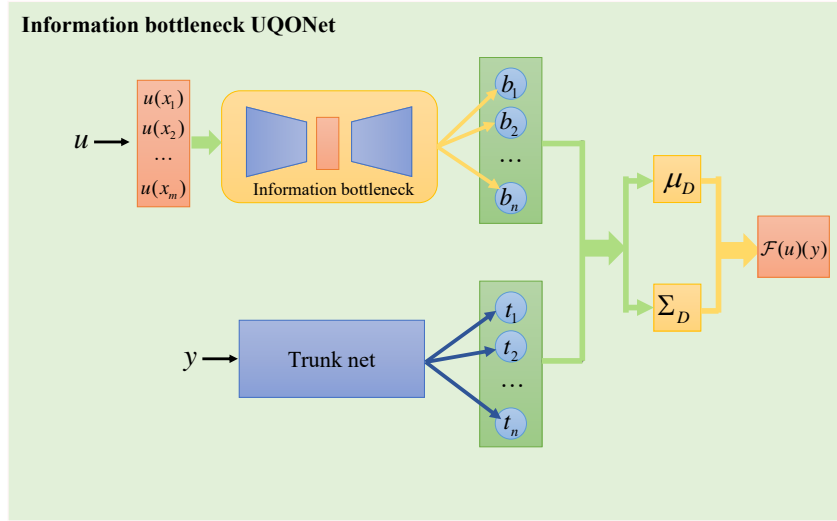 Information bottleneck UQONet
u
u(x₁)
u(x₂)
...
u(xₘ)
Information bottleneck
b₁
b₂
...
bₙ
μ_D
Σ_D
ℱ(u)(y)
y
Trunk net
t₁
t₂
...
tₙ